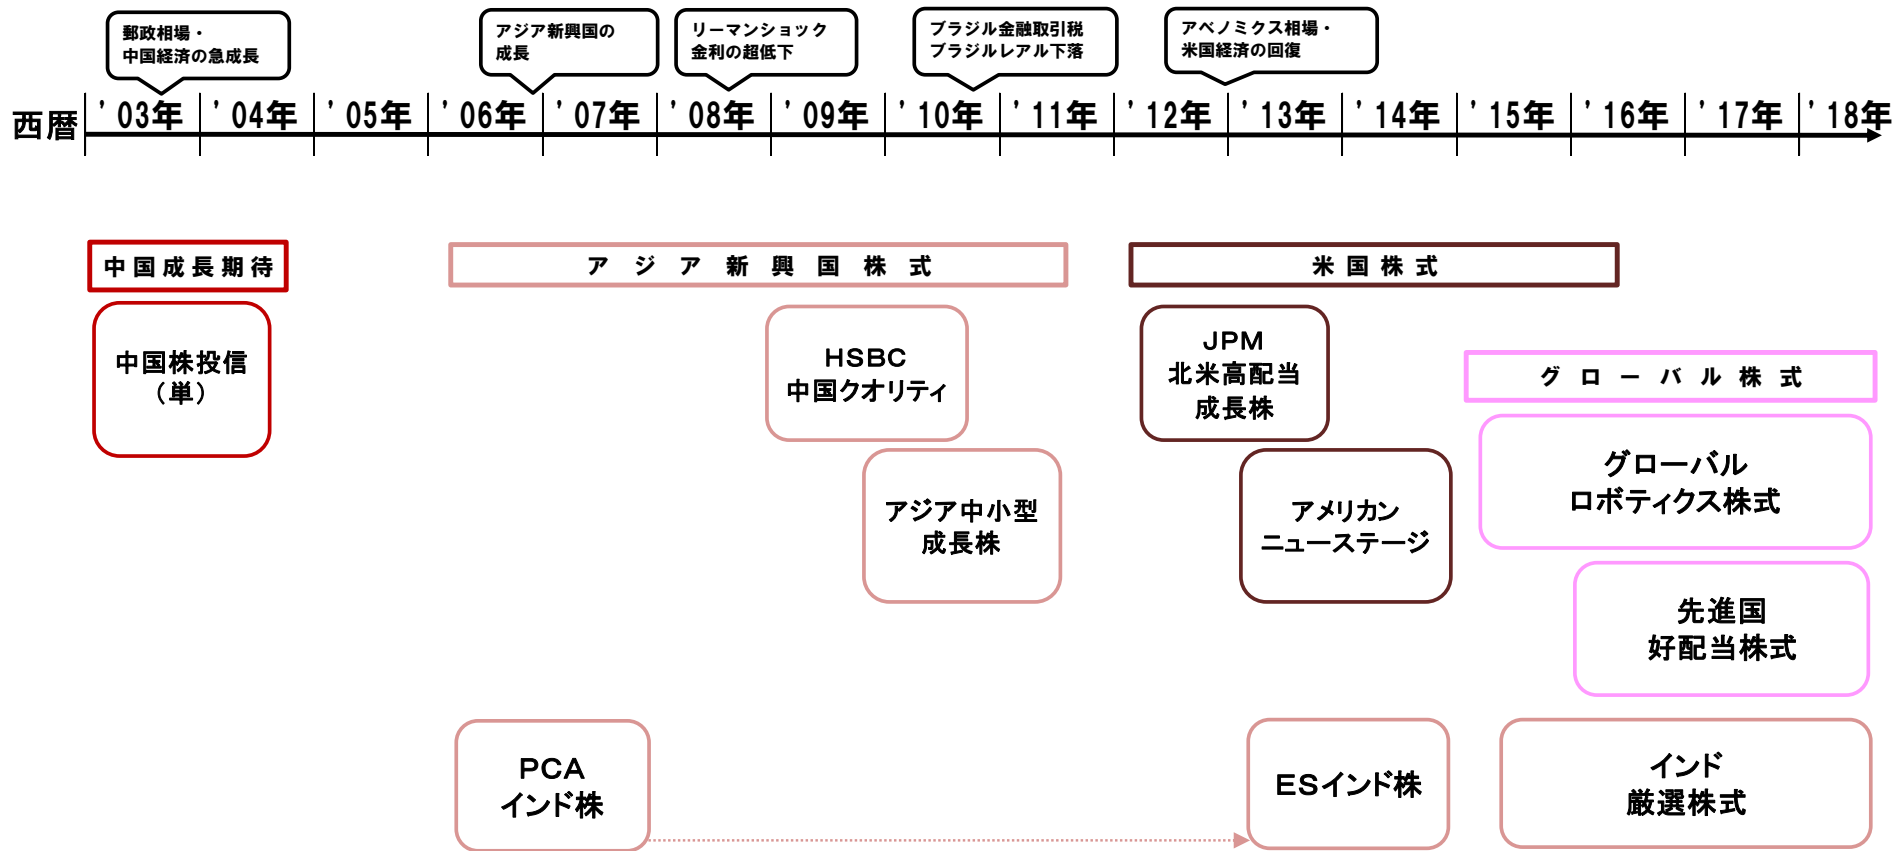 郵政相場・
中国経済の急成長
アジア新興国の
成長
リーマンショック
金利の超低下
ブラジル金融取引税
ブラジルレアル下落
アベノミクス相場・
米国経済の回復
西暦
'03年 '04年 '05年 '06年 '07年 '08年 '09年 '10年 '11年 '12年 '13年 '14年 '15年 '16年 '17年 '18年
中国成長期待
アジア新興国株式
米国株式
中国株投信
（単）
HSBC
中国クオリティ
JPM
北米高配当
成長株
グローバル株式
アジア中小型
成長株
アメリカン
ニューステージ
グローバル
ロボティクス株式
先進国
好配当株式
PCA
インド株
ESインド株
インド
厳選株式